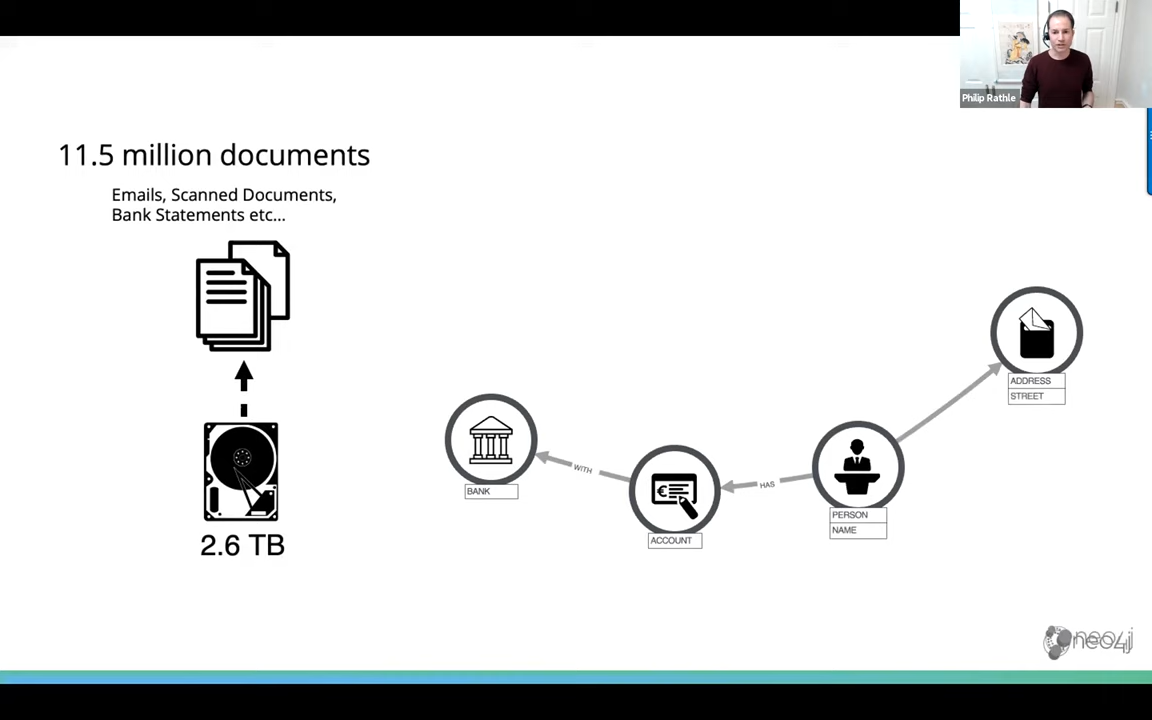 Philip Rathle
11.5 million documents
Emails, Scanned Documents,
Bank Statements etc...
2.6 TB
BANK
WITH
ACCOUNT
HAS
PERSON
NAME
ADDRESS
STREET
neo4j